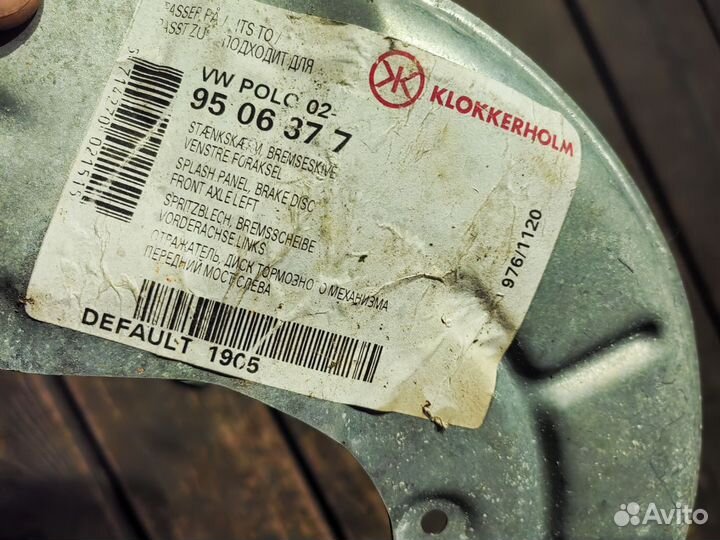 PASSER PÅ / FITS TO /
PASST ZU / ПОДХОДИТ ДЛЯ
VW POLO 02-
95 06 37 7
STÆNKSKÆRM, BREMSESKIVE
VENSTRE FORAKSEL
SPLASH PANEL, BRAKE DISC
FRONT AXLE LEFT
SPRITZBLECH, BREMSSCHEIBE
VORDERACHSE LINKS
ОТРАЖАТЕЛЬ, ДИСК ТОРМОЗНОГО МЕХАНИЗМА
ПЕРЕДНИЙ МОСТ СЛЕВА
DEFAULT 1905
KLOKKERHOLM
976/1120
Avito